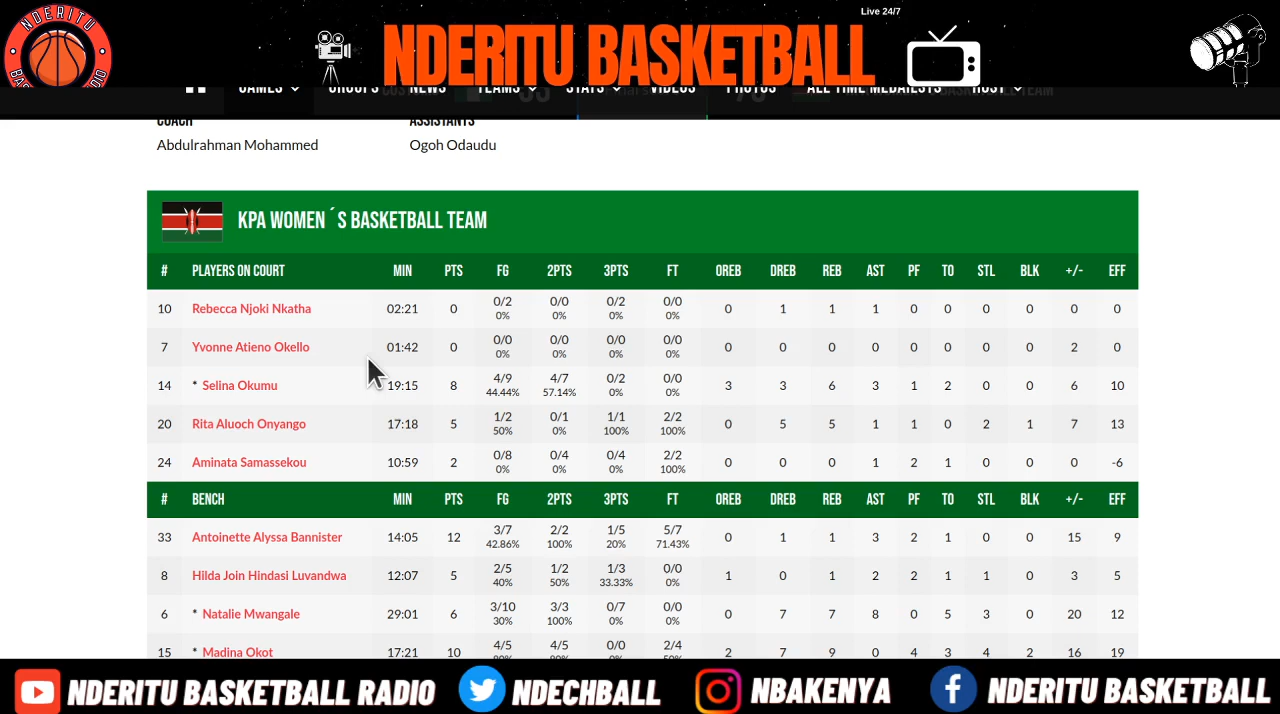 Live 24/7
NDERITU
NDERITU BASKETBALL
GAMES GROUPS NEWS TEAMS STATS VIDEOS PHOTOS ALL TIME MEDALISTS HOST
COACH ASSISTANTS
Abdulrahman Mohammed Ogoh Odaudu
KPA WOMEN ´S BASKETBALL TEAM
# PLAYERS ON COURT MIN PTS FG 2PTS 3PTS FT OREB DREB REB AST PF TO STL BLK +/- EFF
10 Rebecca Njoki Nkatha 02:21 0 0/2 0/0 0/2 0/0 0 1 1 1 0 0 0 0 0 0
0% 0% 0% 0%
7 Yvonne Atieno Okello 01:42 0 0/0 0/0 0/0 0/0 0 0 0 0 0 0 0 0 2 0
0% 0% 0% 0%
14 * Selina Okumu 19:15 8 4/9 4/7 0/2 0/0 3 3 6 3 1 2 0 0 6 10
44.44% 57.14% 0% 0%
20 Rita Aluoch Onyango 17:18 5 1/2 0/1 1/1 2/2 0 5 5 1 1 0 2 1 7 13
50% 0% 100% 100%
24 Aminata Samassekou 10:59 2 0/8 0/4 0/4 2/2 0 0 0 1 2 1 0 0 0 -6
0% 0% 0% 100%
# BENCH MIN PTS FG 2PTS 3PTS FT OREB DREB REB AST PF TO STL BLK +/- EFF
33 Antoinette Alyssa Bannister 14:05 12 3/7 2/2 1/5 5/7 0 1 1 3 2 1 0 0 15 9
42.86% 100% 20% 71.43%
8 Hilda Join Hindasi Luvandwa 12:07 5 2/5 1/2 1/3 0/0 1 0 1 2 2 1 1 0 3 5
40% 50% 33.33% 0%
6 * Natalie Mwangale 29:01 6 3/10 3/3 0/7 0/0 0 7 7 8 0 5 3 0 20 12
30% 100% 0% 0%
15 * Madina Okot 17:21 10 4/5 4/5 0/0 2/4 2 7 9 0 4 3 4 2 16 19
NDERITU BASKETBALL RADIO NDECHBALL NBAKENYA NDERITU BASKETBALL